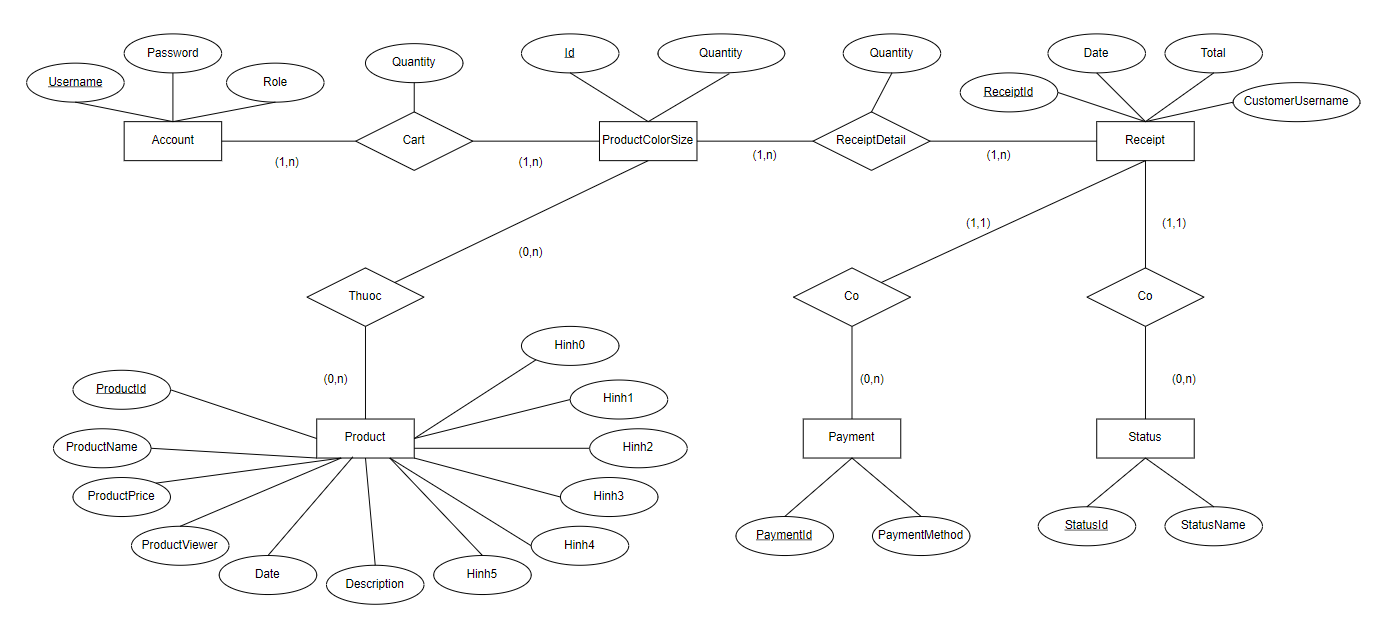 Password
Username
Role
Quantity
Id
Quantity
Quantity
Date
Total
ReceiptId
CustomerUsername
Account
Cart
ProductColorSize
ReceiptDetail
Receipt
(1,n)
(1,n)
(1,n)
(1,n)
(0,n)
(1,1)
(1,1)
Thuoc
Co
Co
(0,n)
(0,n)
(0,n)
Hinh0
ProductId
Hinh1
ProductName
Product
Hinh2
Payment
Status
ProductPrice
Hinh3
ProductViewer
Hinh4
PaymentId
PaymentMethod
StatusId
StatusName
Date
Description
Hinh5